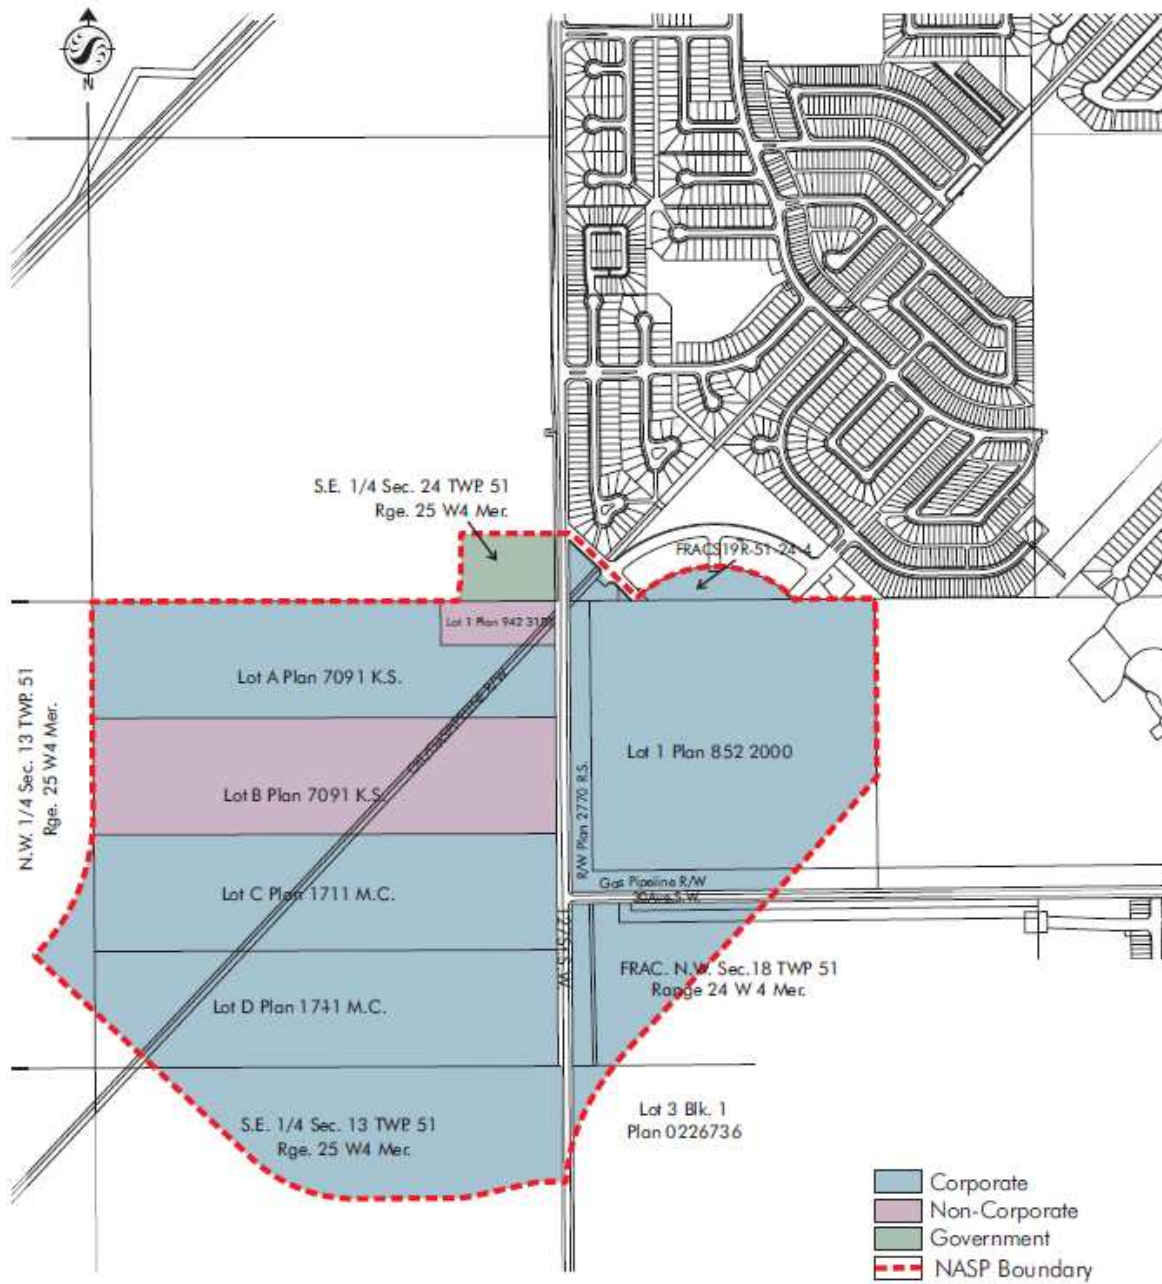 N
S.E. 1/4 Sec. 24 TWP. 51
Rge. 25 W4 Mer.
FRACS19R-51-24-4
Lot 1 Plan 942
Lot A Plan 7091 K.S.
N.W. 1/4 Sec. 13 TWP. 51
Rge. 25 W4 Mer.
Lot 1 Plan 852 2000
Lot B Plan 7091 K.S.
R/W Plan 2770 R.S.
Gas Pipeline R/W
30Ave S.W.
Lot C Plan 1711 M.C.
FRAC. N.W. Sec.18 TWP 51
Range 24 W 4 Mer.
Lot D Plan 1711 M.C.
S.E. 1/4 Sec. 13 TWP. 51
Rge. 25 W4 Mer.
Lot 3 Blk. 1
Plan 0226736
Corporate
Non-Corporate
Government
NASP Boundary